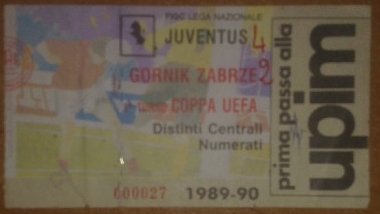 FIGC LEGA NAZIONALE
JUVENTUS 4
GORNIK ZABRZE 2
TURNO COPPA UEFA
Distinti Centrali
Numerati
000027 1989-90
prima passa alla
upim